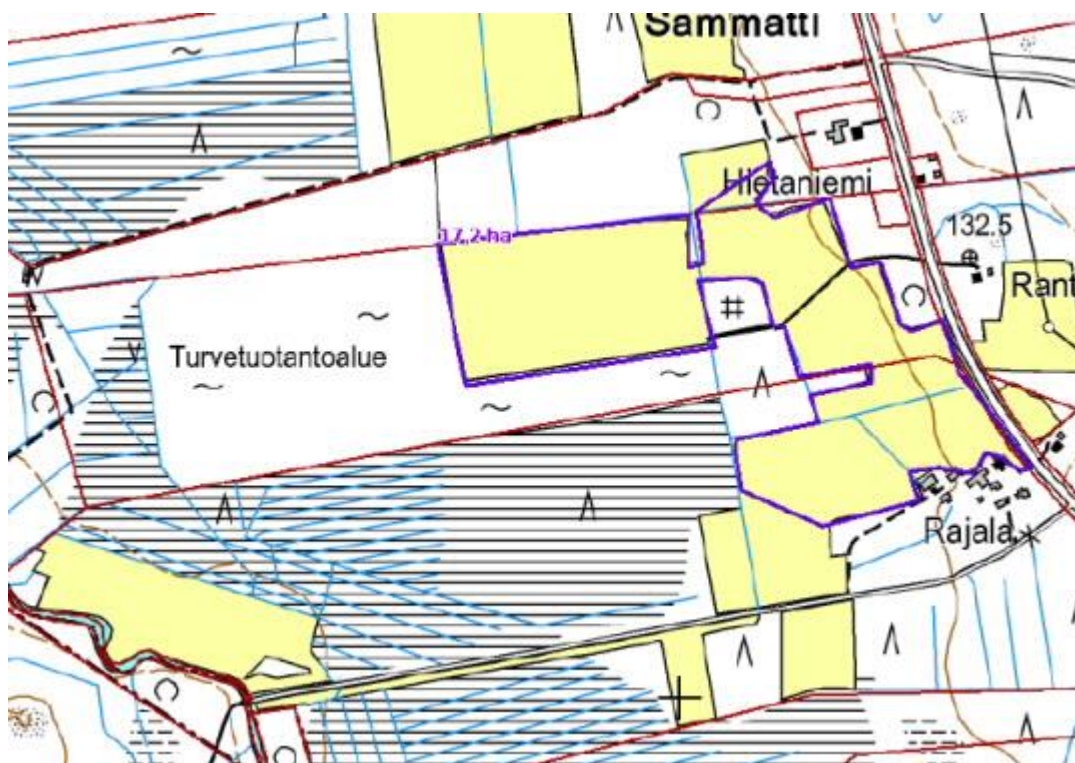 Sammatti
Hietaniemi
17.2 ha
132.5
Rant
Turvetuotantoalue
Rajala